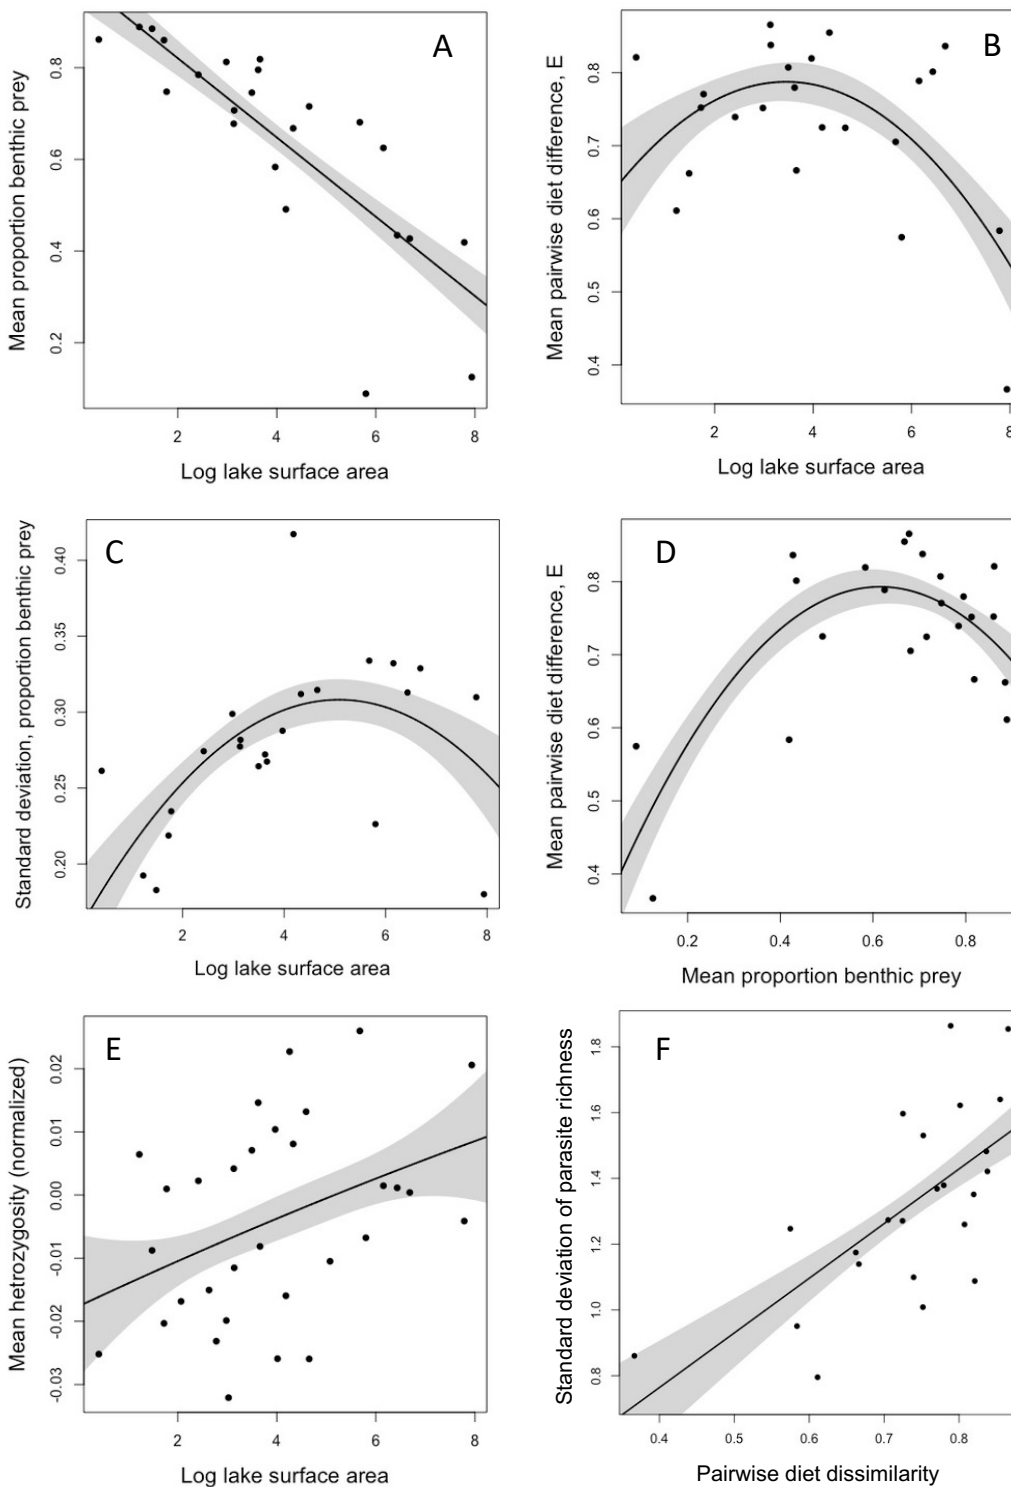 A
Mean proportion benthic prey
0.8
0.6
0.4
0.2
2 4 6 8
Log lake surface area
B
Mean pairwise diet difference, E
0.8
0.7
0.6
0.5
0.4
2 4 6 8
Log lake surface area
C
Standard deviation, proportion benthic prey
0.40
0.35
0.30
0.25
0.20
2 4 6 8
Log lake surface area
D
Mean pairwise diet difference, E
0.8
0.7
0.6
0.5
0.4
0.2 0.4 0.6 0.8
Mean proportion benthic prey
E
Mean hetrozygosity (normalized)
0.02
0.01
0.00
-0.01
-0.02
-0.03
2 4 6 8
Log lake surface area
F
Standard deviation of parasite richness
1.8
1.6
1.4
1.2
1.0
0.8
0.4 0.5 0.6 0.7 0.8
Pairwise diet dissimilarity